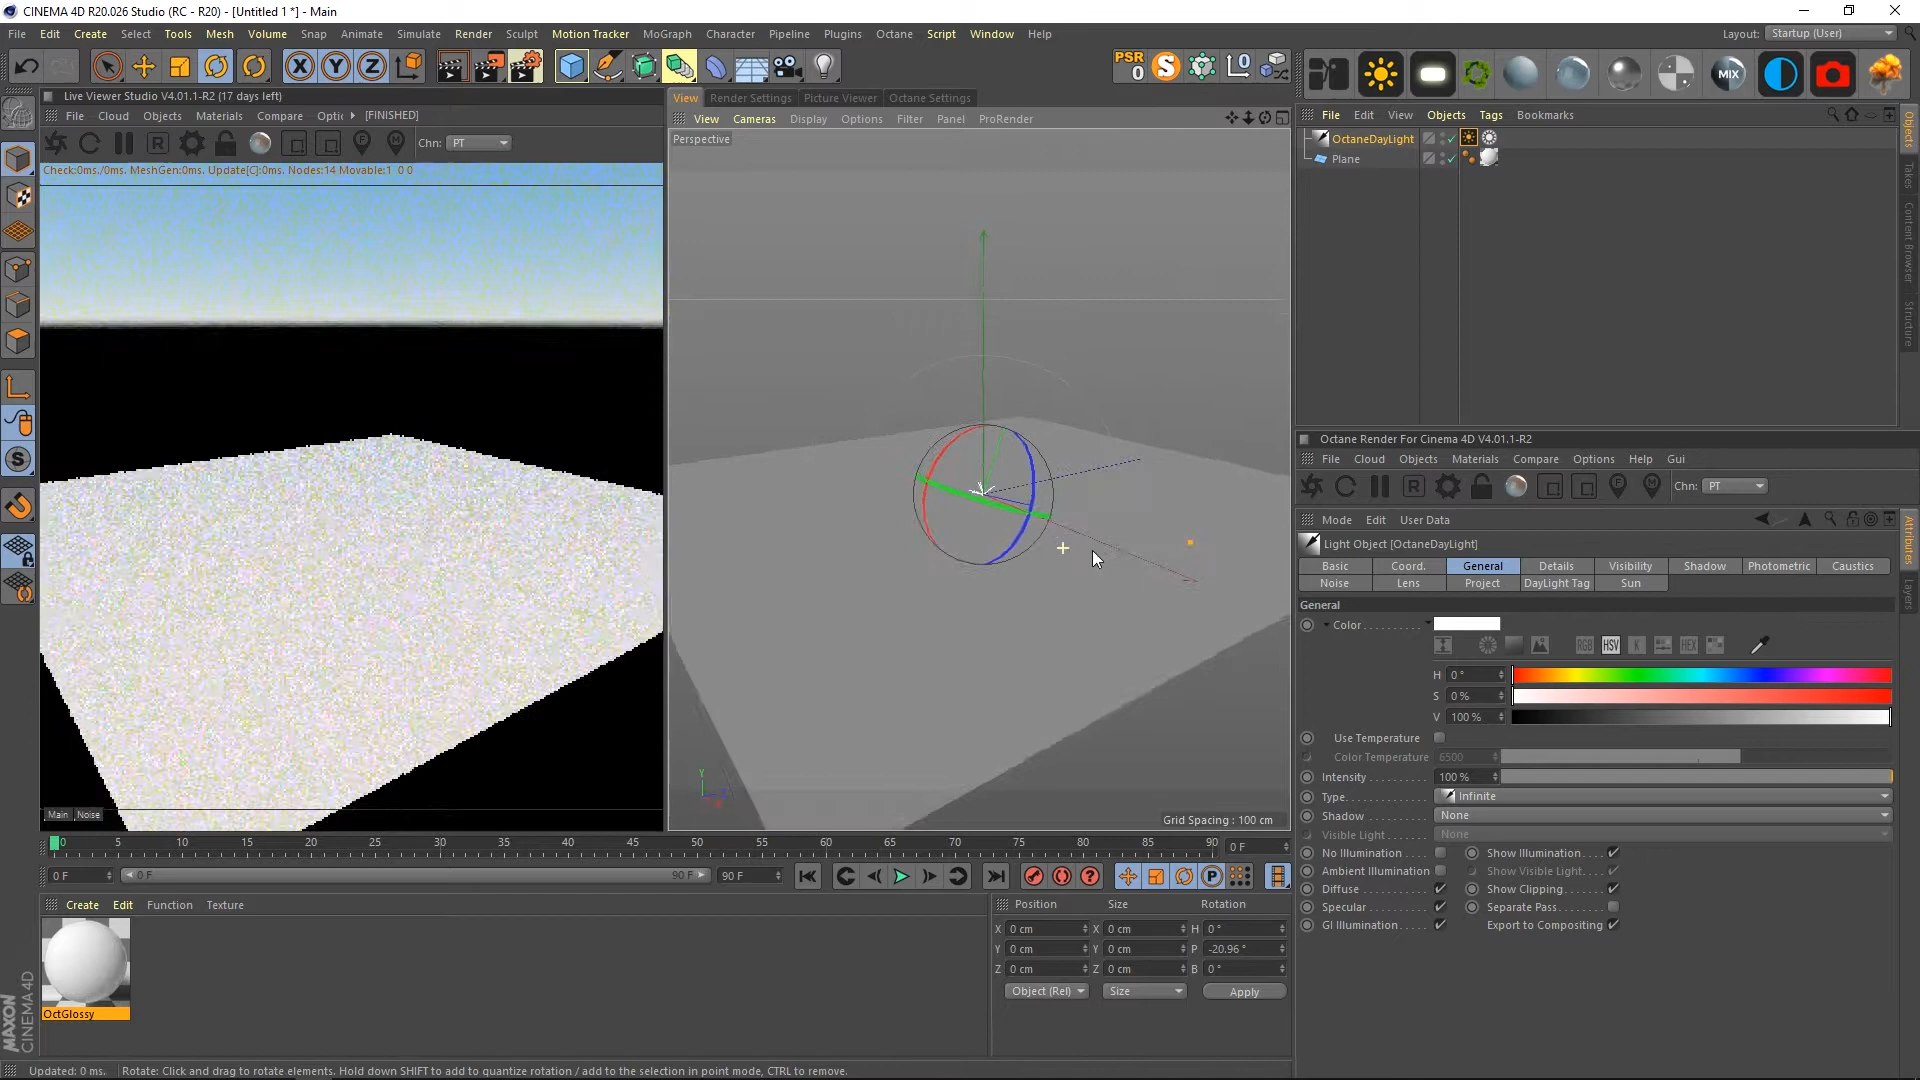 CINEMA 4D R20.026 Studio (RC - R20) - [Untitled 1 *] - Main
File Edit Create Select Tools Mesh Volume Snap Animate Simulate Render Sculpt Motion Tracker MoGraph Character Pipeline Plugins Octane Script Window Help
Layout: Startup (User)
X Y Z
PSR
0
S
MIX
Live Viewer Studio V4.01.1-R2 (17 days left)
File Cloud Objects Materials Compare Optic [FINISHED]
R
Chn: PT
Check:0ms./0ms. MeshGen:0ms. Update[C]:0ms. Nodes:14 Movable:1 0 0
Main Noise
View Render Settings Picture Viewer Octane Settings
View Cameras Display Options Filter Panel ProRender
Perspective
Y
Grid Spacing : 100 cm
File Edit View Objects Tags Bookmarks
OctaneDayLight
Plane
Objects
Takes
Content Browser
Structure
Octane Render For Cinema 4D V4.01.1-R2
File Cloud Objects Materials Compare Options Help Gui
R
Chn: PT
Mode Edit User Data
Light Object [OctaneDayLight]
Basic Coord. General Details Visibility Shadow Photometric Caustics
Noise Lens Project DayLight Tag Sun
Attributes
Layers
General
Color
RGB HSV K HEX
H 0 °
S 0 %
V 100 %
Use Temperature
Color Temperature 6500
Intensity 100 %
Type Infinite
Shadow None
Visible Light None
No Illumination Show Illumination
Ambient Illumination Show Visible Light
Diffuse Show Clipping
Specular Separate Pass
GI Illumination Export to Compositing
0 5 10 15 20 25 30 35 40 45 50 55 60 65 70 75 80 85 90 0 F
0 F 0 F 90 F 90 F
P
Create Edit Function Texture
OctGlossy
Position Size Rotation
X 0 cm X 0 cm H 0 °
Y 0 cm Y 0 cm P -20.96 °
Z 0 cm Z 0 cm B 0 °
Object (Rel) Size Apply
MAXON
CINEMA 4D
Updated: 0 ms. Rotate: Click and drag to rotate elements. Hold down SHIFT to add to quantize rotation / add to the selection in point mode, CTRL to remove.